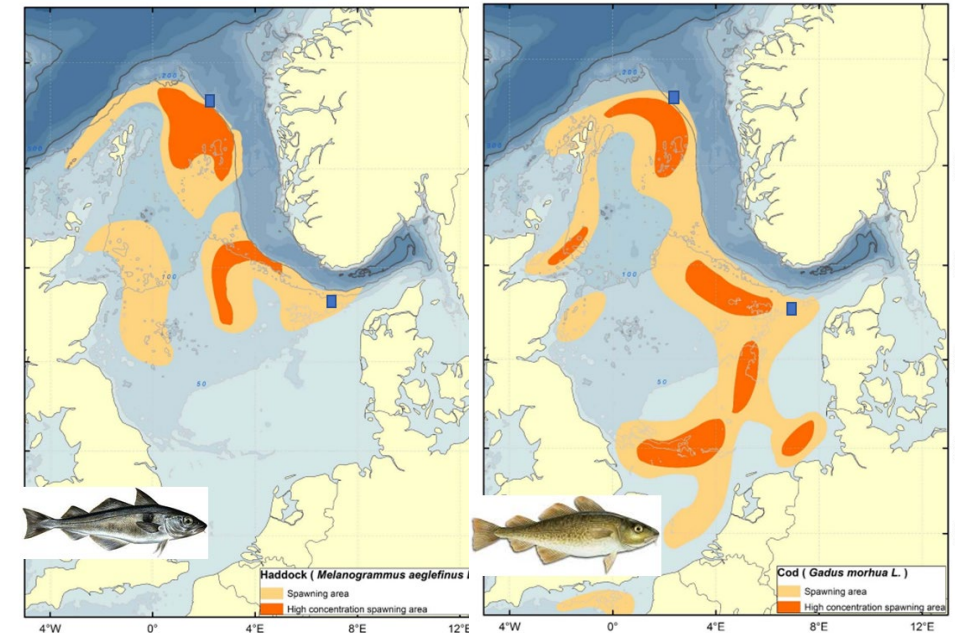 200
100
50
Haddock ( Melanogrammus aeglefinus
Spawning area
High concentration spawning area
4°W 0° 4°E 8°E 12°E
100
50
Cod ( Gadus morhua L. )
Spawning area
High concentration spawning area
4°W 0° 4°E 8°E 12°E